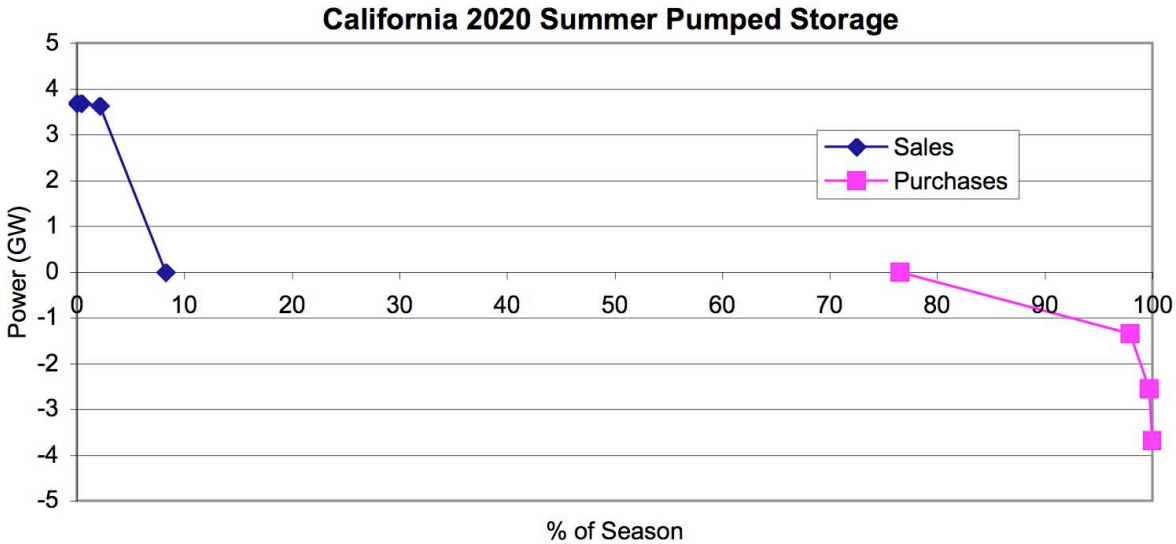 California 2020 Summer Pumped Storage
5
4
3
2
1
0
-1
-2
-3
-4
-5
Power (GW)
0 10 20 30 40 50 60 70 80 90 100
Sales
Purchases
% of Season